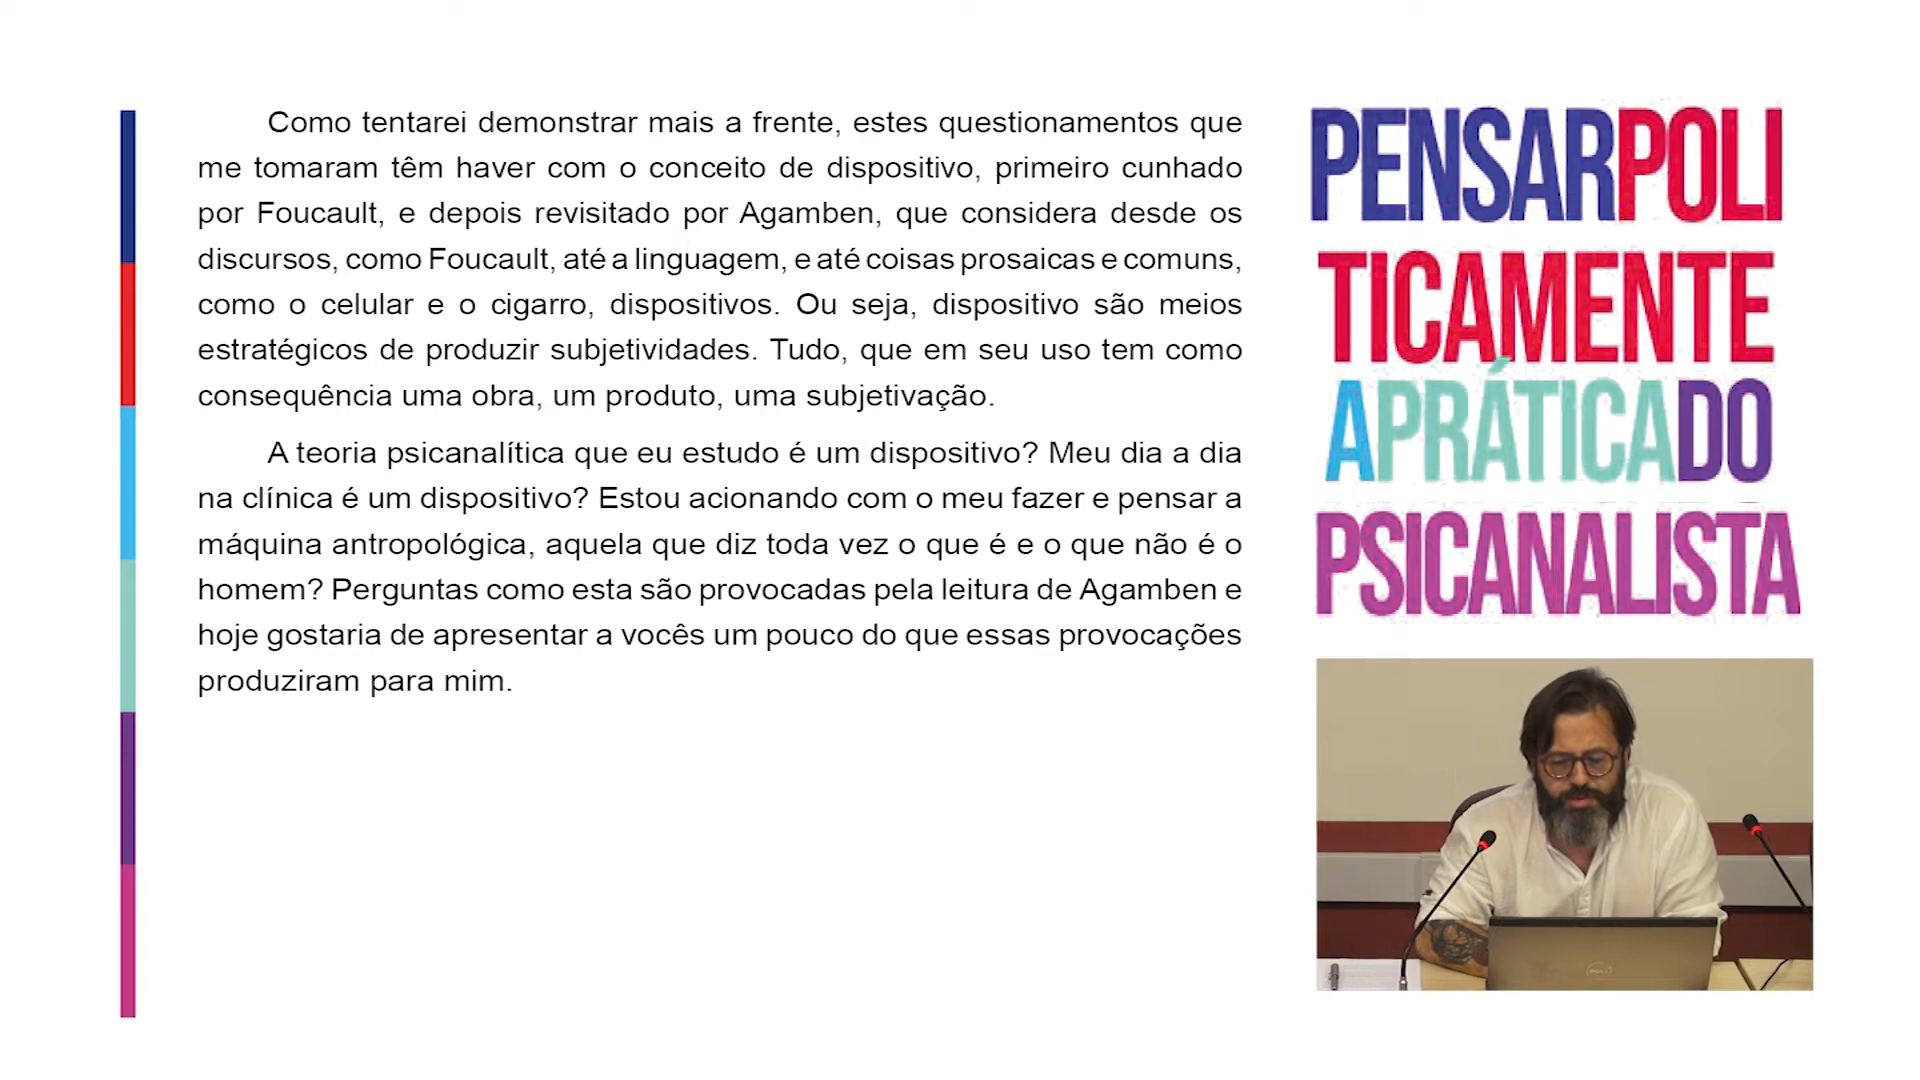 Como tentarei demonstrar mais a frente, estes questionamentos que
me tomaram têm haver com o conceito de dispositivo, primeiro cunhado
por Foucault, e depois revisitado por Agamben, que considera desde os
discursos, como Foucault, até a linguagem, e até coisas prosaicas e comuns,
como o celular e o cigarro, dispositivos. Ou seja, dispositivo são meios
estratégicos de produzir subjetividades. Tudo, que em seu uso tem como
consequência uma obra, um produto, uma subjetivação.
A teoria psicanalítica que eu estudo é um dispositivo? Meu dia a dia
na clínica é um dispositivo? Estou acionando com o meu fazer e pensar a
máquina antropológica, aquela que diz toda vez o que é e o que não é o
homem? Perguntas como esta são provocadas pela leitura de Agamben e
hoje gostaria de apresentar a vocês um pouco do que essas provocações
produziram para mim.
PENSARPOLI
TICAMENTE
APRÁTICADO
PSICANALISTA
DELL